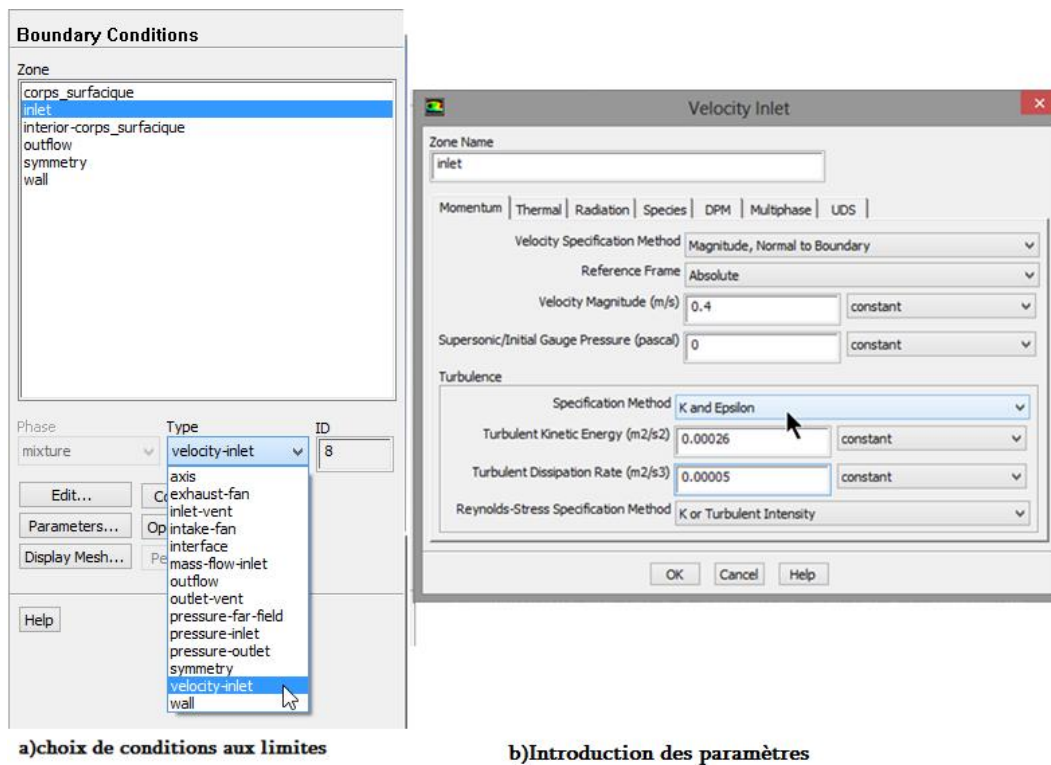 Boundary Conditions
Zone
corps_surfacique
inlet
interior-corps_surfacique
outflow
symmetry
wall
Phase Type ID
mixture velocity-inlet 8
Edit...
Parameters...
Display Mesh...
Help
axis
exhaust-fan
inlet-vent
intake-fan
interface
mass-flow-inlet
outflow
outlet-vent
pressure-far-field
pressure-inlet
pressure-outlet
symmetry
velocity-inlet
wall
a)choix de conditions aux limites
Velocity Inlet
Zone Name
inlet
Momentum Thermal Radiation Species DPM Multiphase UDS
Velocity Specification Method Magnitude, Normal to Boundary
Reference Frame Absolute
Velocity Magnitude (m/s) 0.4 constant
Supersonic/Initial Gauge Pressure (pascal) 0 constant
Turbulence
Specification Method K and Epsilon
Turbulent Kinetic Energy (m2/s2) 0.00026 constant
Turbulent Dissipation Rate (m2/s3) 0.00005 constant
Reynolds-Stress Specification Method K or Turbulent Intensity
OK Cancel Help
b)Introduction des paramètres